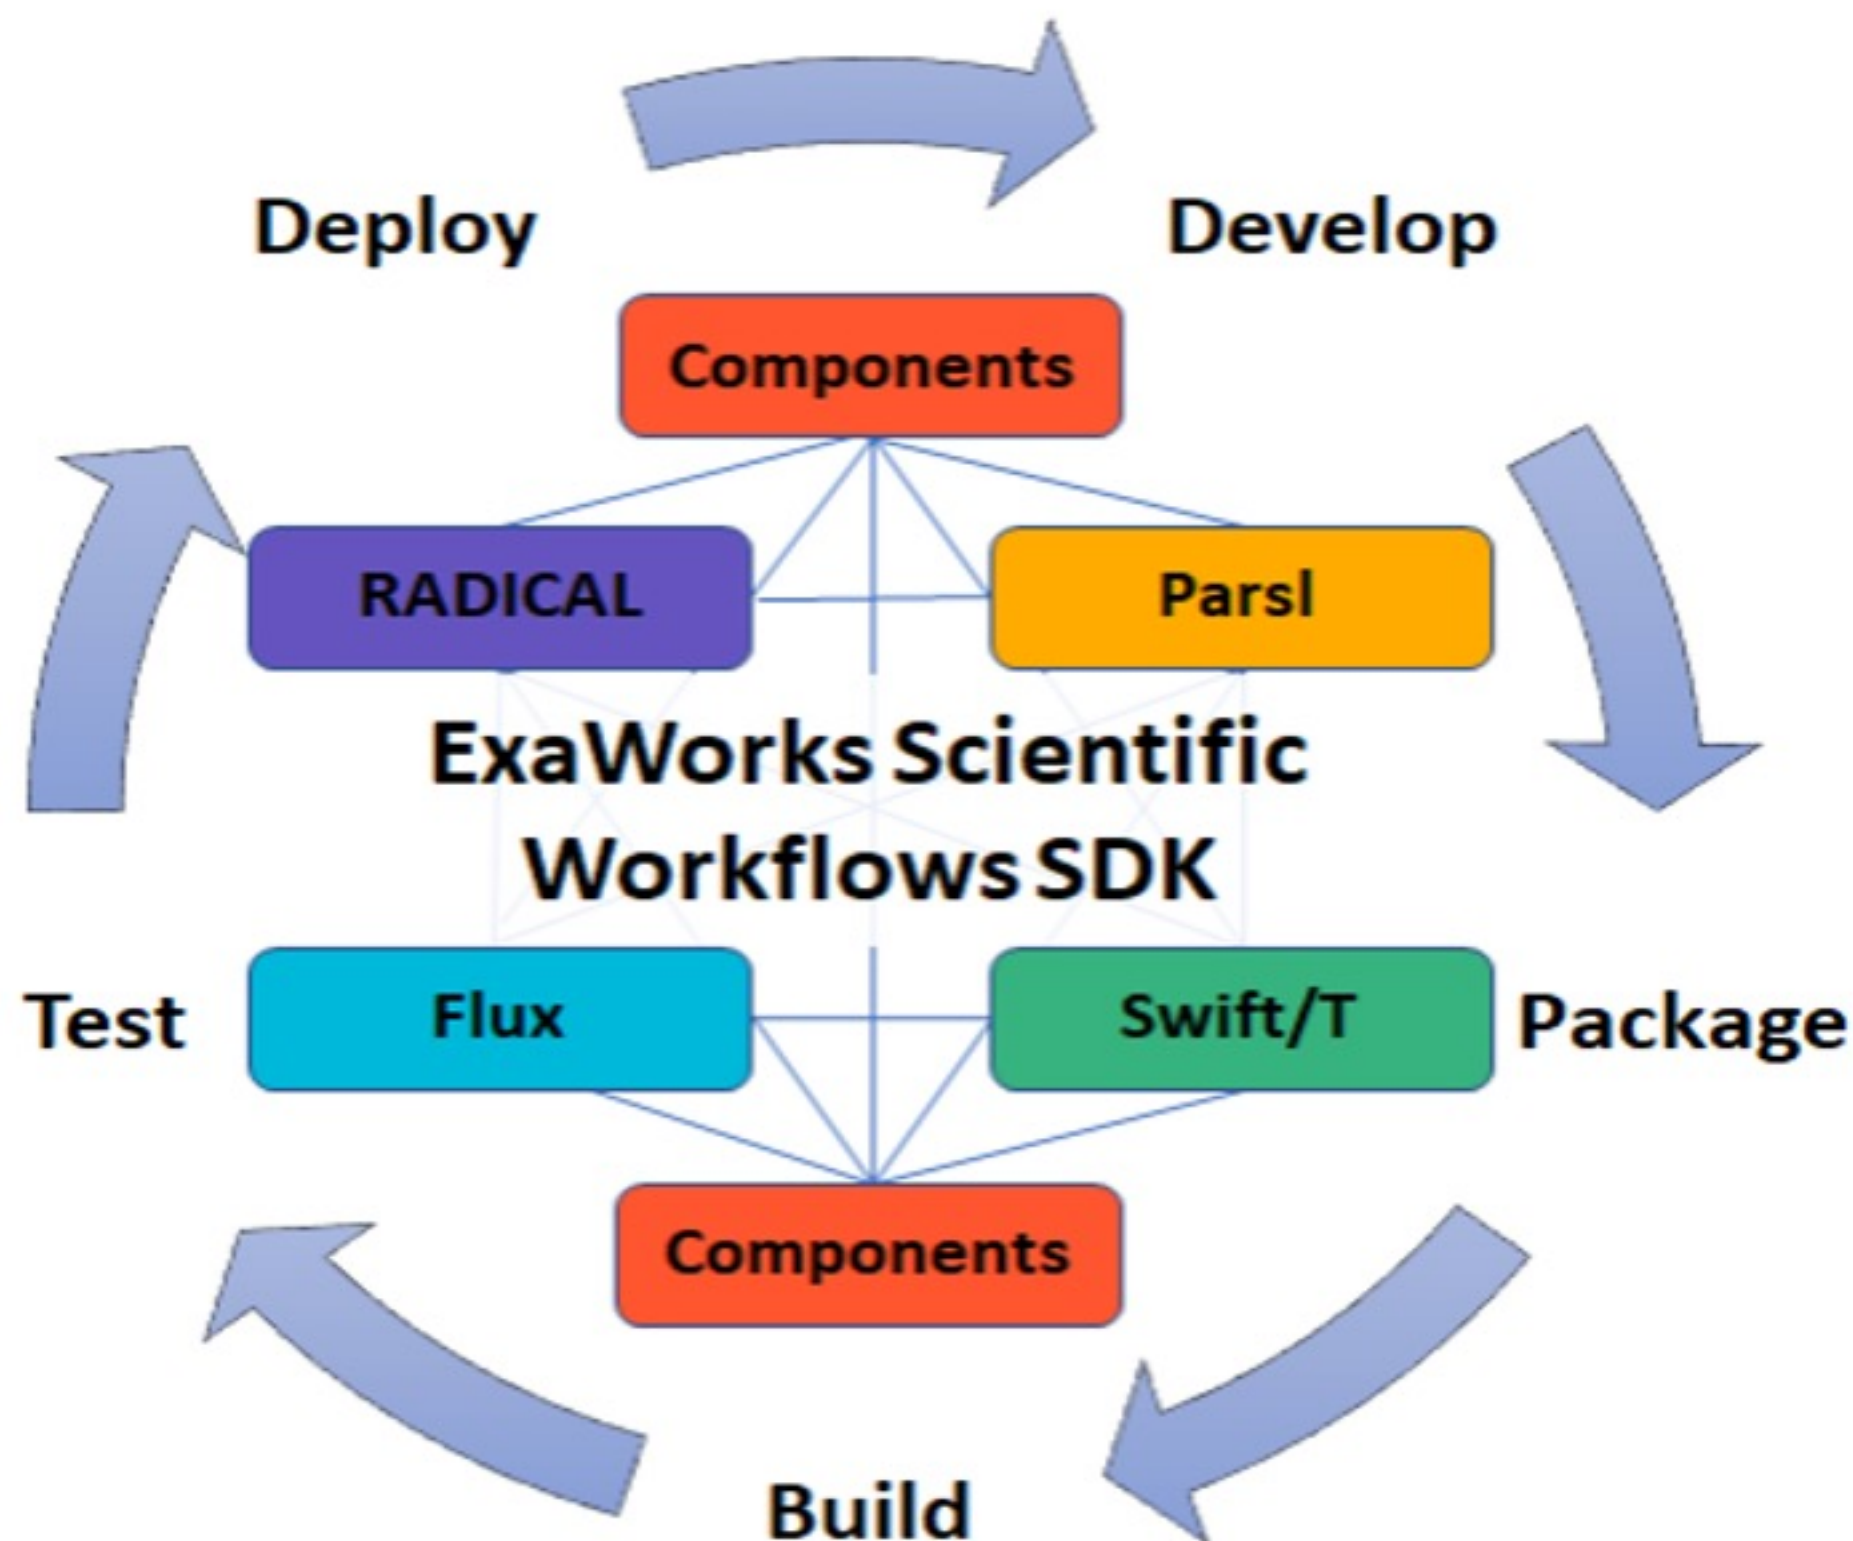 Deploy
Develop
Components
RADICAL
Parsl
ExaWorks Scientific
Workflows SDK
Test
Flux
Swift/T
Package
Components
Build